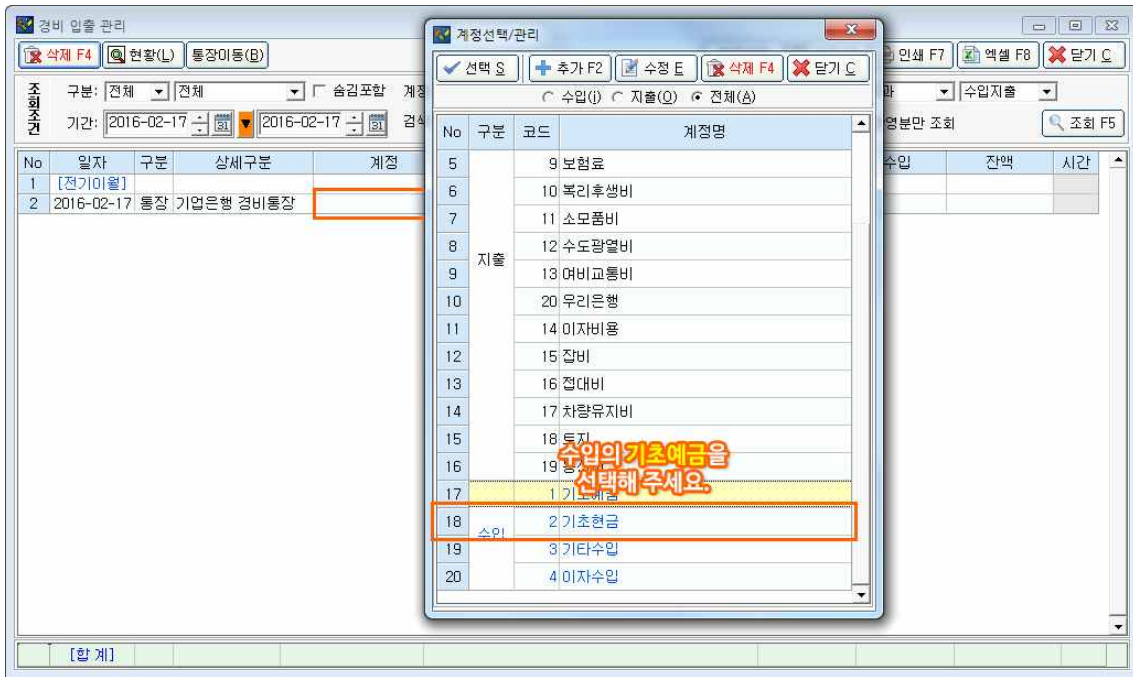 경비 입출 관리
삭제 F4 현황(L) 통장이동(B)
인쇄 F7 엑셀 F8 닫기 C
조회조건
구분: 전체 전체 숨김포함
수입지출
기간: 2016-02-17 31 2016-02-17 31
영분만 조회 조회 F5
No 일자 구분 상세구분 계정 수입 잔액 시간
1 [전기이월]
2 2016-02-17 통장 기업은행 경비통장
[합 계]
계정선택/관리
선택 S 추가 F2 수정 E 삭제 F4 닫기 C
수입(i) 지출(O) 전체(A)
No 구분 코드 계정명
5 9 보험료
6 10 복리후생비
7 11 소모품비
8 12 수도광열비
지출
9 13 여비교통비
10 20 우리은행
11 14 이자비용
12 15 잡비
13 16 접대비
14 17 차량유지비
15 18 토지
16 19
수입의 기초예금을
선택해 주세요.
17 1 기초예금
18 2 기초현금
수입
19 3 기타수입
20 4 이자수입